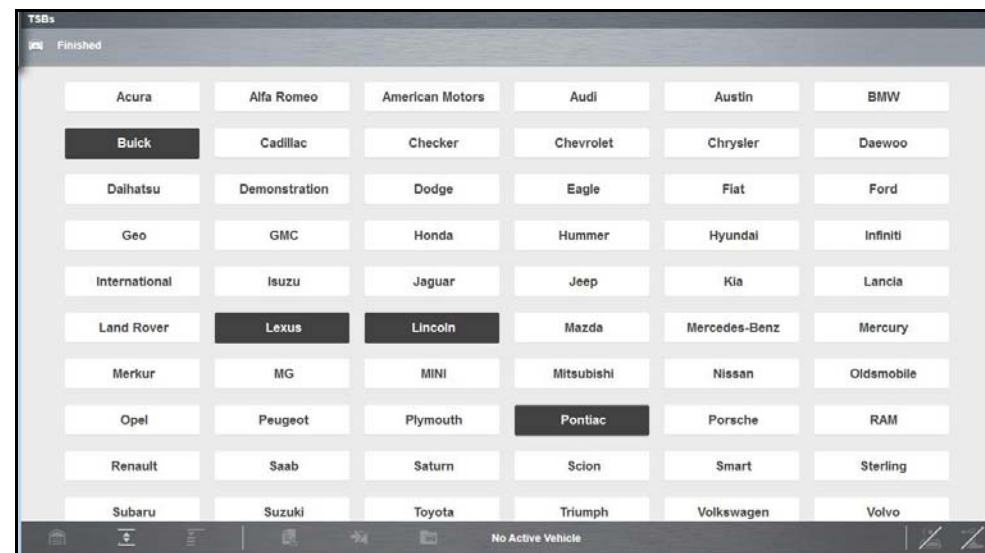 TSBs
Finished
Acura Alfa Romeo American Motors Audi Austin BMW
Buick Cadillac Checker Chevrolet Chrysler Daewoo
Daihatsu Demonstration Dodge Eagle Fiat Ford
Geo GMC Honda Hummer Hyundai Infiniti
International Isuzu Jaguar Jeep Kia Lancia
Land Rover Lexus Lincoln Mazda Mercedes-Benz Mercury
Merkur MG MINI Mitsubishi Nissan Oldsmobile
Opel Peugeot Plymouth Pontiac Porsche RAM
Renault Saab Saturn Scion Smart Sterling
Subaru Suzuki Toyota Triumph Volkswagen Volvo
No Active Vehicle